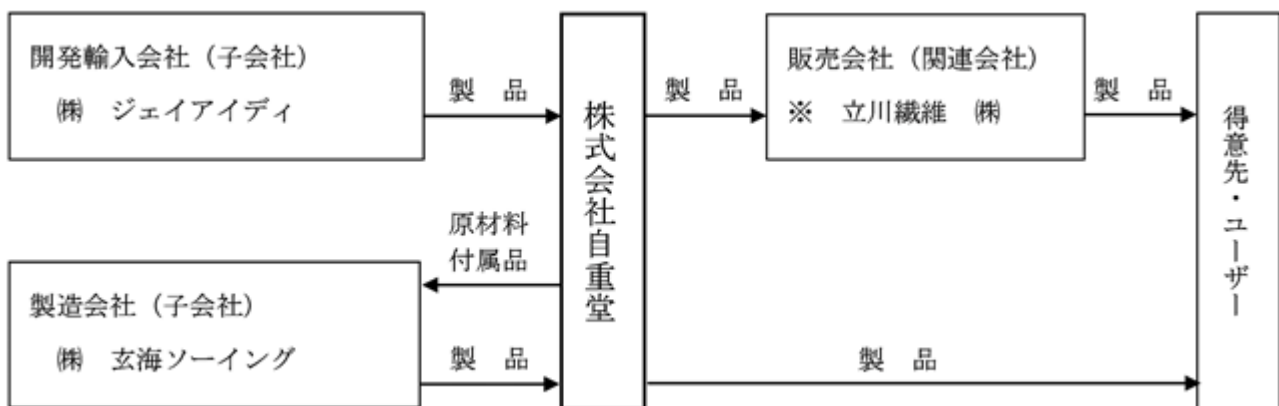 開発輸入会社（子会社）
㈱　ジェイアイディ
製　品
株式会社自重堂
製　品
販売会社（関連会社）
※　立川繊維　㈱
製　品
得意先・ユーザー
原材料
付属品
製造会社（子会社）
㈱　玄海ソーイング
製　品
製　品